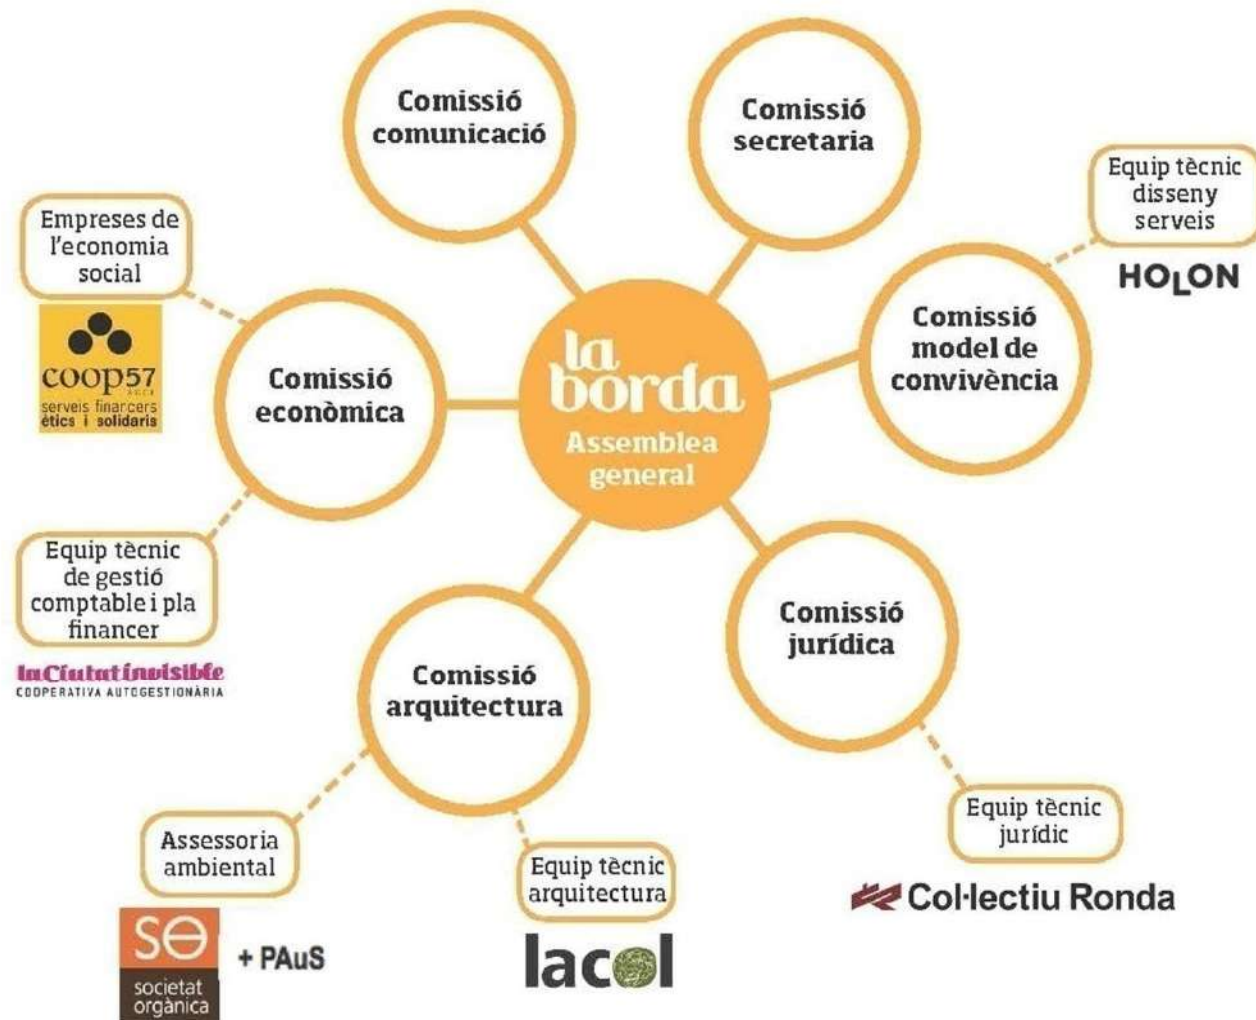 Comissió
comunicació
Comissió
secretaria
Equip tècnic
disseny
serveis
HOLON
Empreses de
l'economia
social
coop57
serveis financers
ètics i solidaris
Comissió
econòmica
la
borda
Assemblea
general
Comissió
model de
convivència
Equip tècnic
de gestió
comptable i pla
financer
laCiutatinvisible
COOPERATIVA AUTOGESTIONÀRIA
Comissió
arquitectura
Comissió
jurídica
Assessoria
ambiental
so
societat
orgànica
+ PAuS
Equip tècnic
arquitectura
lacol
Equip tècnic
jurídic
Col·lectiu Ronda